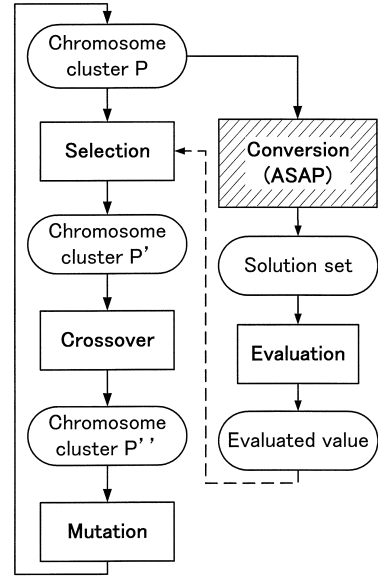 Chromosome
cluster P
Selection
Chromosome
cluster P'
Crossover
Chromosome
cluster P''
Mutation
Conversion
(ASAP)
Solution set
Evaluation
Evaluated value